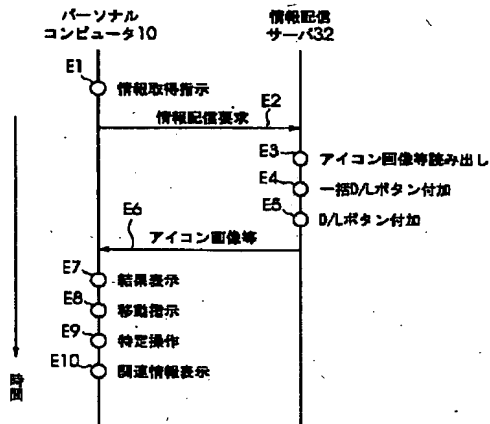 パーソナル
コンピュータ10
情報配信
サーバ32
E1
情報取得指示
E2
情報配信要求
E3
アイコン画像等読み出し
E4
一括D/Lボタン付加
E5
D/Lボタン付加
E6
アイコン画像等
E7
結果表示
E8
移動指示
E9
特定操作
E10
関連情報表示
時間